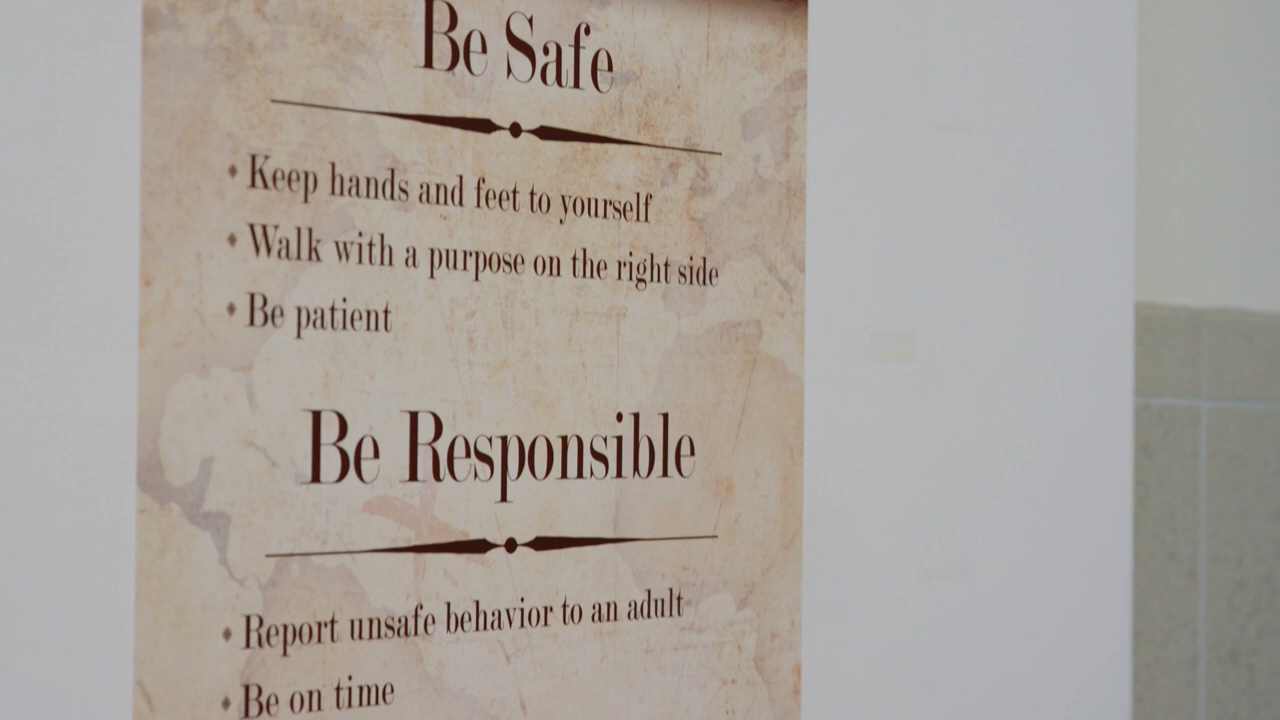 Be Safe
• Keep hands and feet to yourself
• Walk with a purpose on the right side
• Be patient
Be Responsible
• Report unsafe behavior to an adult
• Be on time